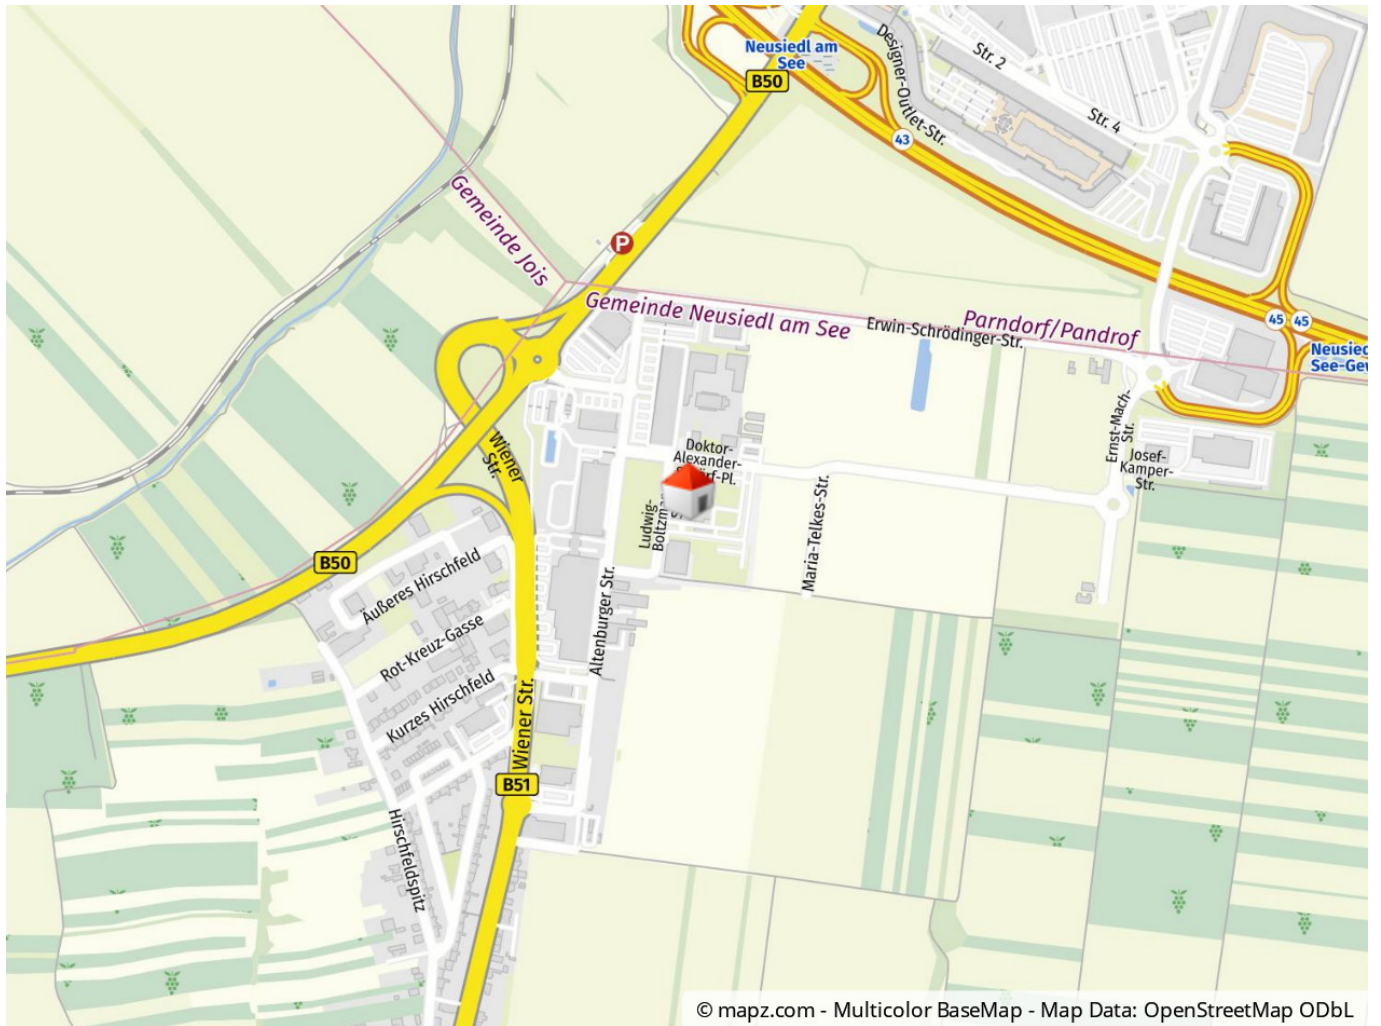 Neusiedl am
See
B50
Designer-Outlet-Str.
Str. 2
Str. 4
43
Gemeinde Jois
P
Gemeinde Neusiedl am See
Erwin-Schrödinger-Str.
Parndorf/Pandrof
45
45
Neusied
See-Gew
Wiener
Str.
Doktor-
Alexander-
Ernst-Mach-
Str.
Josef-
Kamper-
Str.
Ludwig-
Maria-Telkes-Str.
B50
Äußeres Hirschfeld
Rot-Kreuz-Gasse
Altenburger Str.
Kurzes Hirschfeld
Wiener Str.
B51
Hirschfeldspitz
© mapz.com - Multicolor BaseMap - Map Data: OpenStreetMap ODbL